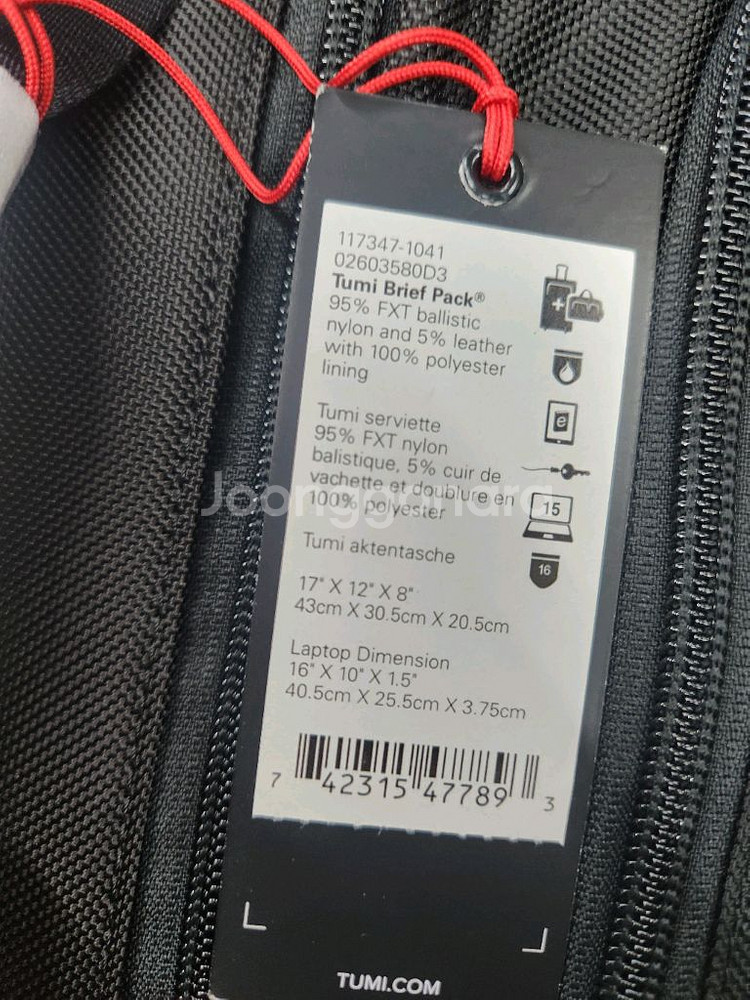 117347-1041
02603580D3
Tumi Brief Pack®
95% FXT ballistic
nylon and 5% leather
with 100% polyester
lining
Tumi serviette
95% FXT nylon
balistique, 5% cuir de
vachette et doublure en
100% polyester
Tumi aktentasche
17" X 12" X 8"
43cm X 30.5cm X 20.5cm
Laptop Dimension
16" X 10" X 1.5"
40.5cm X 25.5cm X 3.75cm
7 42315 47789 3
e
15
16
Joonggonara
TUMI.COM